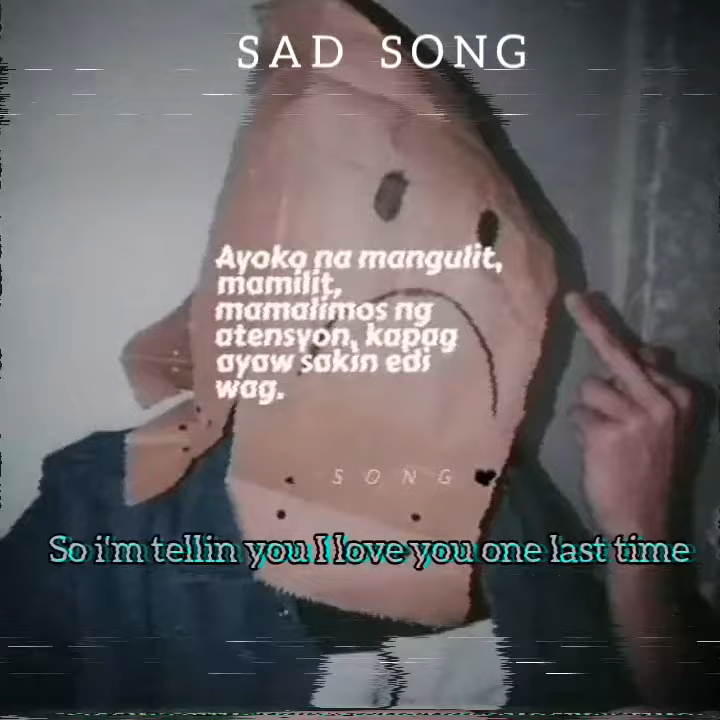 SAD SONG
Ayoko na mangulit,
mamilit,
mamalimos ng
atensyon, kapag
ayaw sakin edi
wag.
SONG
So i'm tellin you I love you one last time